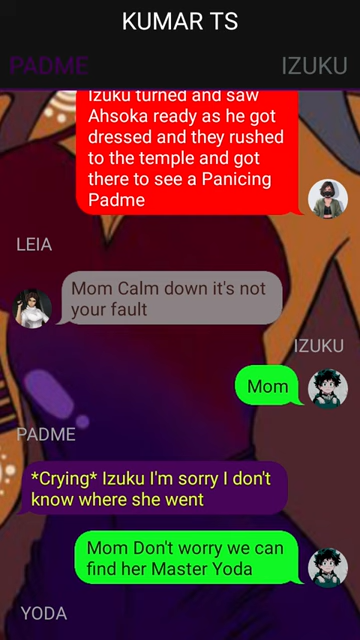 KUMAR TS
PADME
IZUKU
Izuku turned and saw
Ahsoka ready as he got
dressed and they rushed
to the temple and got
there to see a Panicing
Padme
LEIA
Mom Calm down it's not
your fault
IZUKU
Mom
PADME
*Crying* Izuku I'm sorry I don't
know where she went
Mom Don't worry we can
find her Master Yoda
YODA